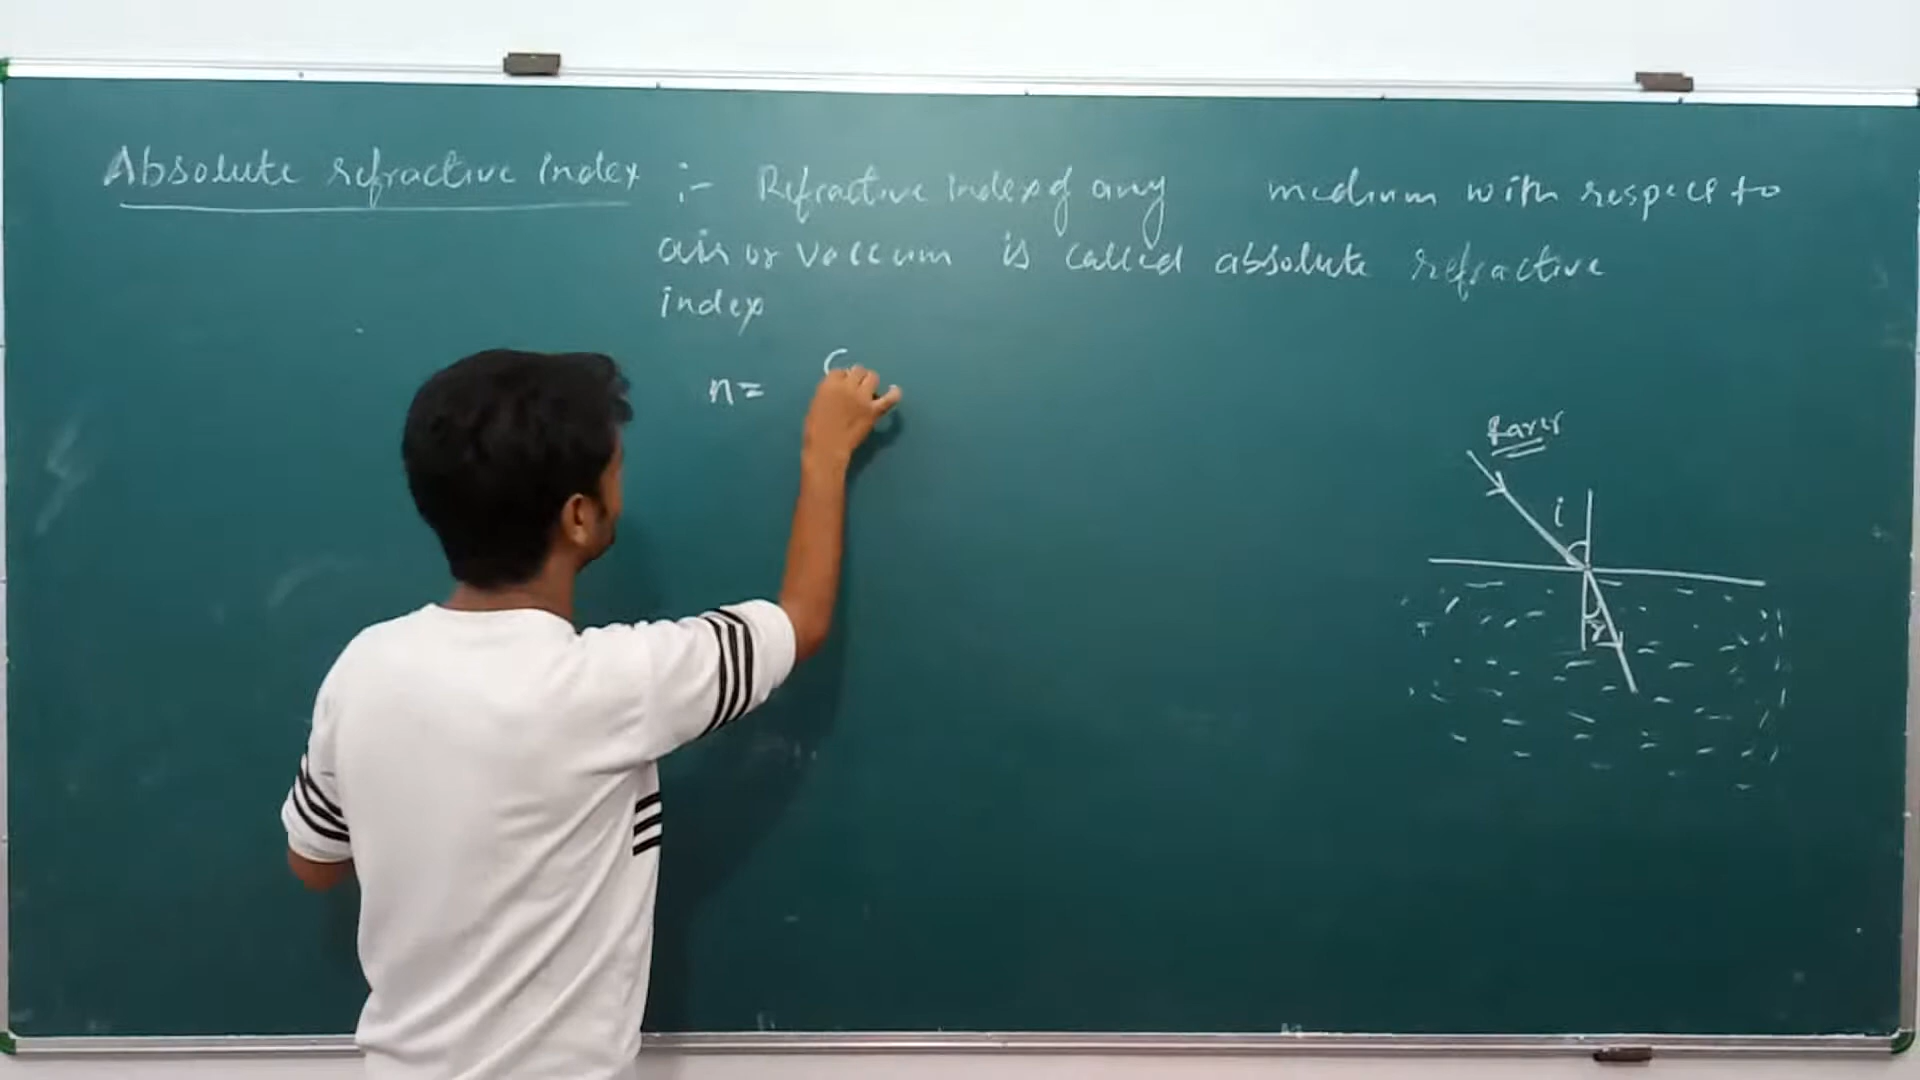 Absolute refractive index :- Refractive index of any medium with respect to
air or vaccum is called absolute refractive
index
n= C
Rarer
i
r